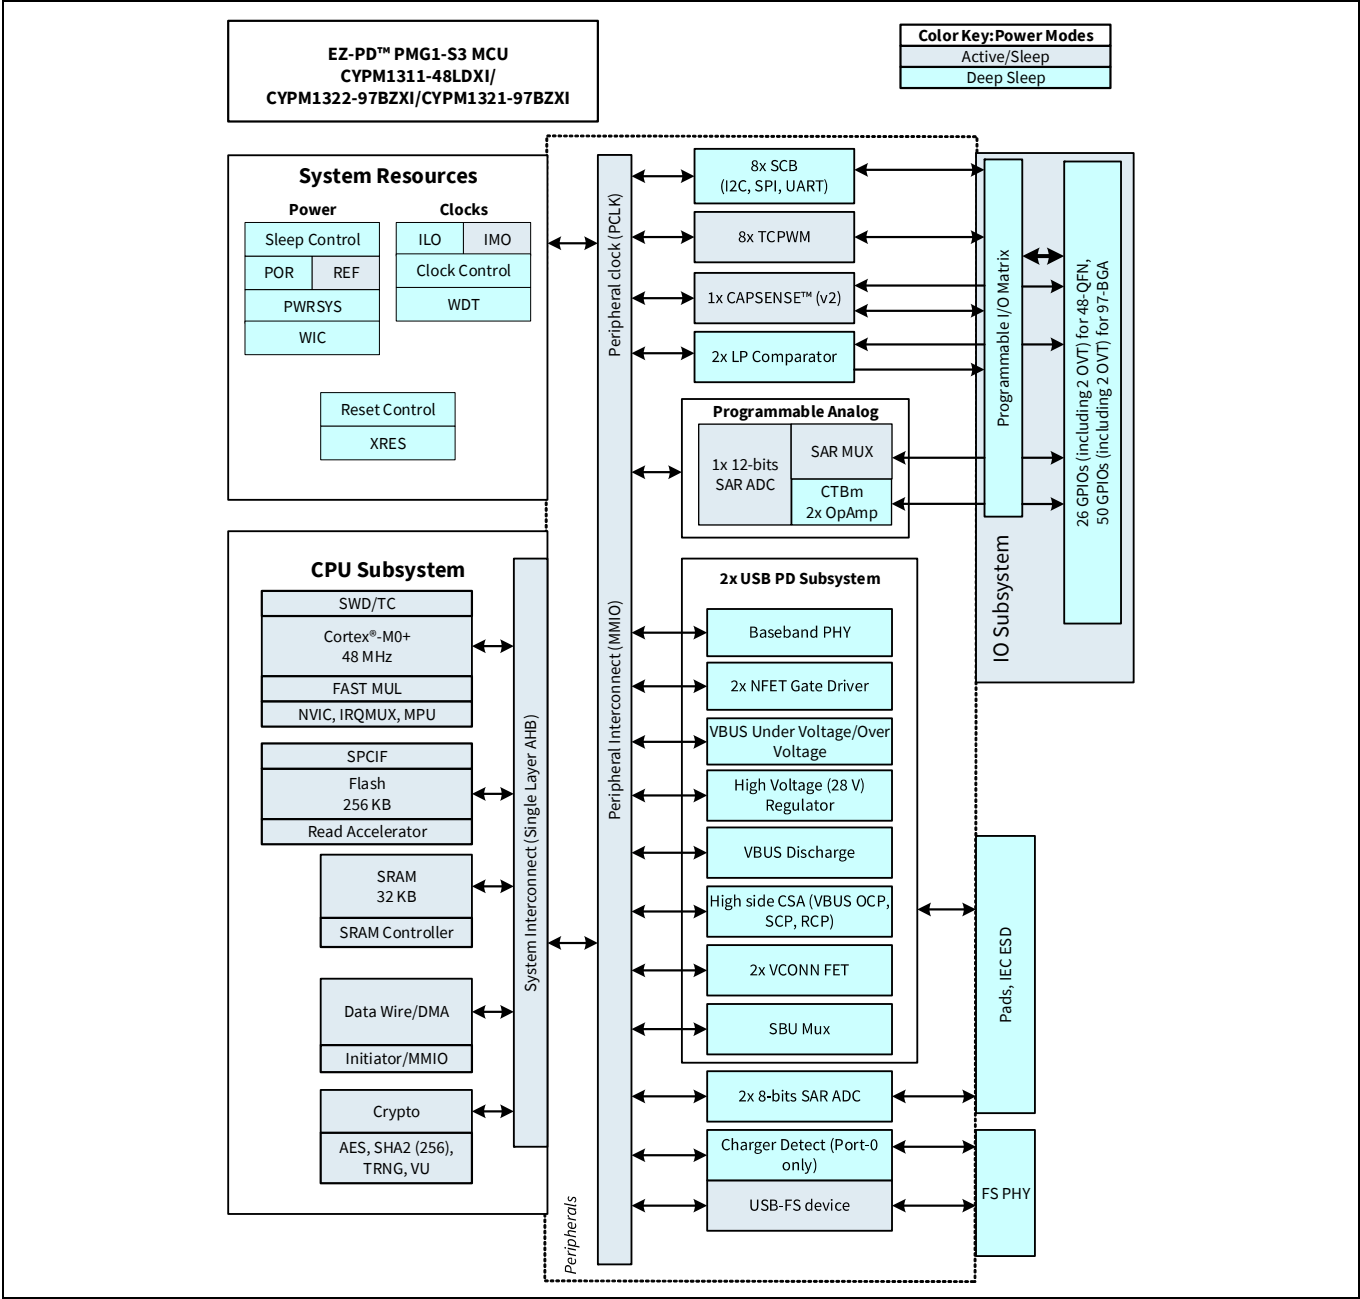 EZ-PD™ PMG1-S3 MCU
CYPM1311-48LDXI/
CYPM1322-97BZXI/CYPM1321-97BZXI
Color Key:Power Modes
Active/Sleep
Deep Sleep
System Resources
Power
Clocks
Sleep Control
POR
REF
PWRSYS
WIC
ILO
IMO
Clock Control
WDT
Reset Control
XRES
CPU Subsystem
SWD/TC
Cortex®-M0+
48 MHz
FAST MUL
NVIC, IRQMUX, MPU
SPCIF
Flash
256 KB
Read Accelerator
SRAM
32 KB
SRAM Controller
Data Wire/DMA
Initiator/MMIO
Crypto
AES, SHA2 (256),
TRNG, VU
System Interconnect (Single Layer AHB)
Peripherals
Peripheral clock (PCLK)
Peripheral Interconnect (MMIO)
8x SCB
(I2C, SPI, UART)
8x TCPWM
1x CAPSENSE™ (v2)
2x LP Comparator
Programmable Analog
1x 12-bits
SAR ADC
SAR MUX
CTBm
2x OpAmp
2x USB PD Subsystem
Baseband PHY
2x NFET Gate Driver
VBUS Under Voltage/Over
Voltage
High Voltage (28 V)
Regulator
VBUS Discharge
High side CSA (VBUS OCP,
SCP, RCP)
2x VCONN FET
SBU Mux
2x 8-bits SAR ADC
Charger Detect (Port-0
only)
USB-FS device
Programmable I/O Matrix
26 GPIOs (including 2 OVT) for 48-QFN,
50 GPIOs (including 2 OVT) for 97-BGA
IO Subsystem
Pads, IEC ESD
FS PHY